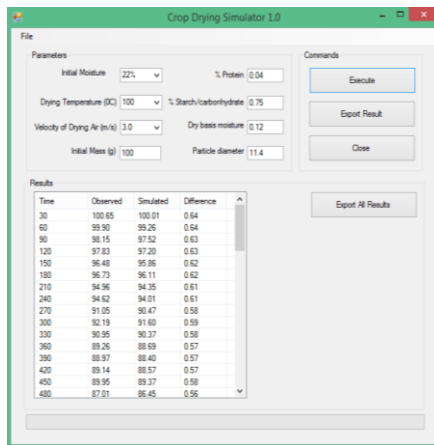 Crop Drying Simulator 1.0
File
Parameters
Initial Moisture 22% % Protein 0.04
Drying Temperature (0C) 100 % Starch/carbonhydrate 0.75
Velocity of Drying Air (m/s) 3.0 Dry basis moisture 0.12
Initial Mass (g) 100 Particle diameter 11.4
Commands
Execute
Export Result
Close
Results
Time Observed Simulated Difference
30 100.65 100.01 0.64
60 99.90 99.26 0.64
90 98.15 97.52 0.63
120 97.83 97.20 0.63
150 96.48 95.86 0.62
180 96.73 96.11 0.62
210 94.96 94.35 0.61
240 94.62 94.01 0.61
270 91.05 90.47 0.58
300 92.19 91.60 0.59
330 90.95 90.37 0.58
360 89.26 88.69 0.57
390 88.97 88.40 0.57
420 89.14 88.57 0.57
450 89.95 89.37 0.58
480 87.01 86.45 0.56
Export All Results